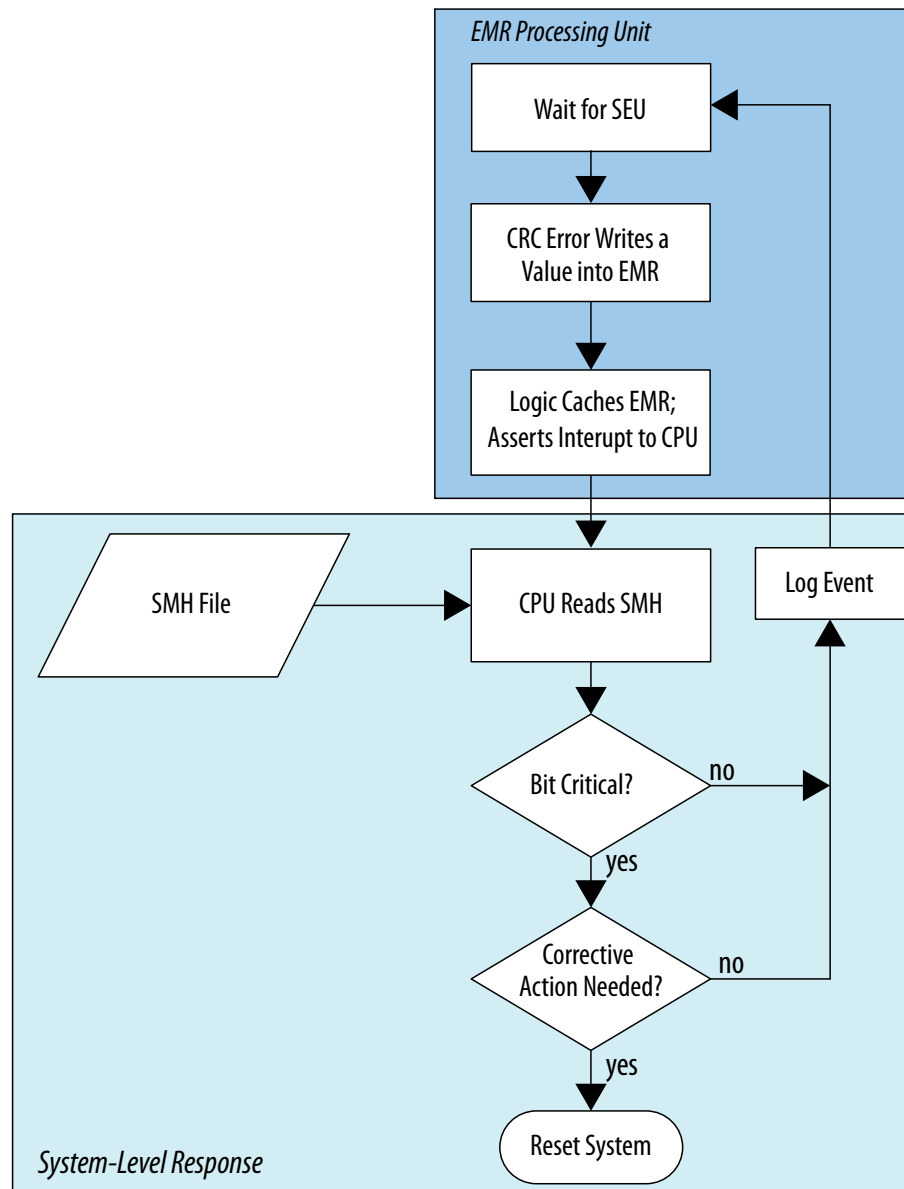 EMR Processing Unit
Wait for SEU
CRC Error Writes a
Value into EMR
Logic Caches EMR;
Asserts Interupt to CPU
SMH File
CPU Reads SMH
Log Event
Bit Critical?
no
yes
Corrective
Action Needed?
no
yes
Reset System
System-Level Response